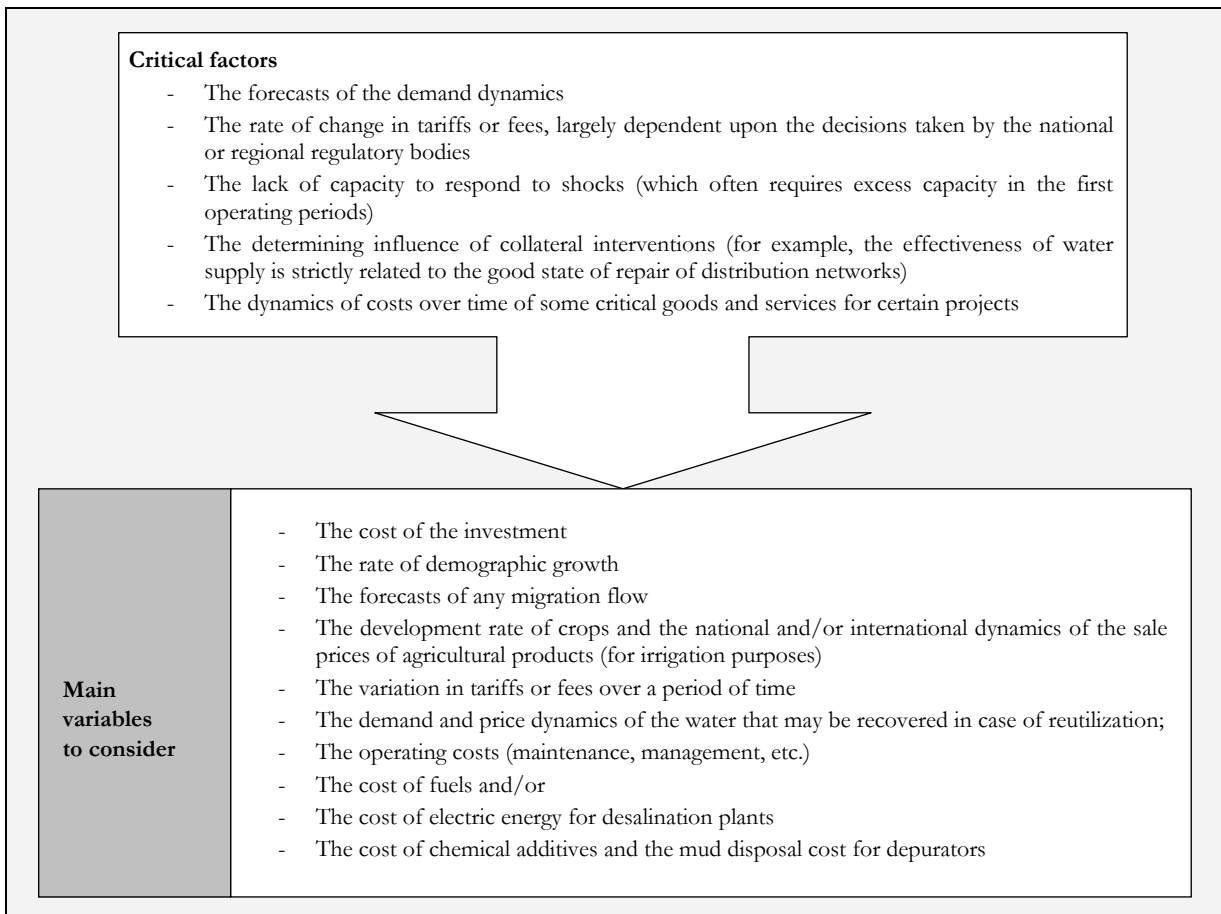 Critical factors
- The forecasts of the demand dynamics
- The rate of change in tariffs or fees, largely dependent upon the decisions taken by the national
or regional regulatory bodies
- The lack of capacity to respond to shocks (which often requires excess capacity in the first
operating periods)
- The determining influence of collateral interventions (for example, the effectiveness of water
supply is strictly related to the good state of repair of distribution networks)
- The dynamics of costs over time of some critical goods and services for certain projects
Main
variables
to consider
- The cost of the investment
- The rate of demographic growth
- The forecasts of any migration flow
- The development rate of crops and the national and/or international dynamics of the sale
prices of agricultural products (for irrigation purposes)
- The variation in tariffs or fees over a period of time
- The demand and price dynamics of the water that may be recovered in case of reutilization;
- The operating costs (maintenance, management, etc.)
- The cost of fuels and/or
- The cost of electric energy for desalination plants
- The cost of chemical additives and the mud disposal cost for depurators